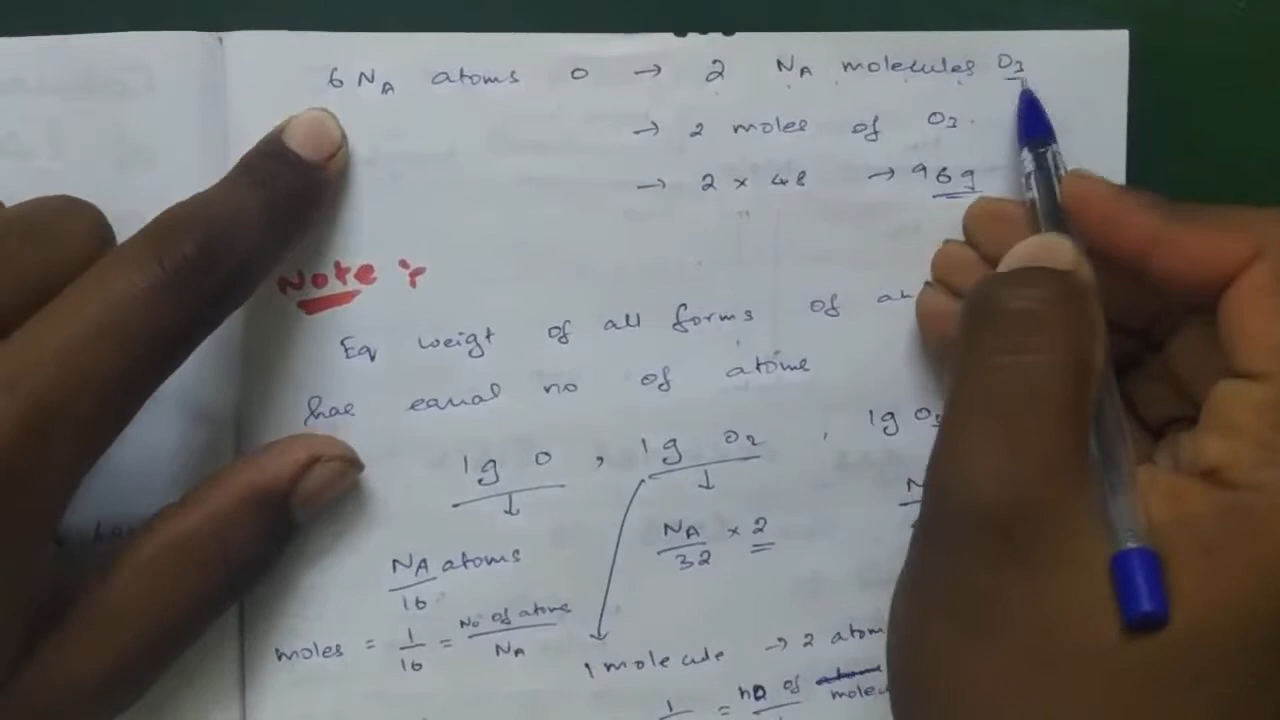 6 NA atoms O → 2 NA molecules O3
→ 2 moles of O3.
→ 2 × 48 → 96g
Note :
Eq weigt of all forms of
has equal no of atoms
1g O , 1g O2 , 1g O3
NA/16 atoms
NA/32 × 2
moles = 1/16 = No of atoms/NA
1 molecule → 2 atom
1 = no of molecu